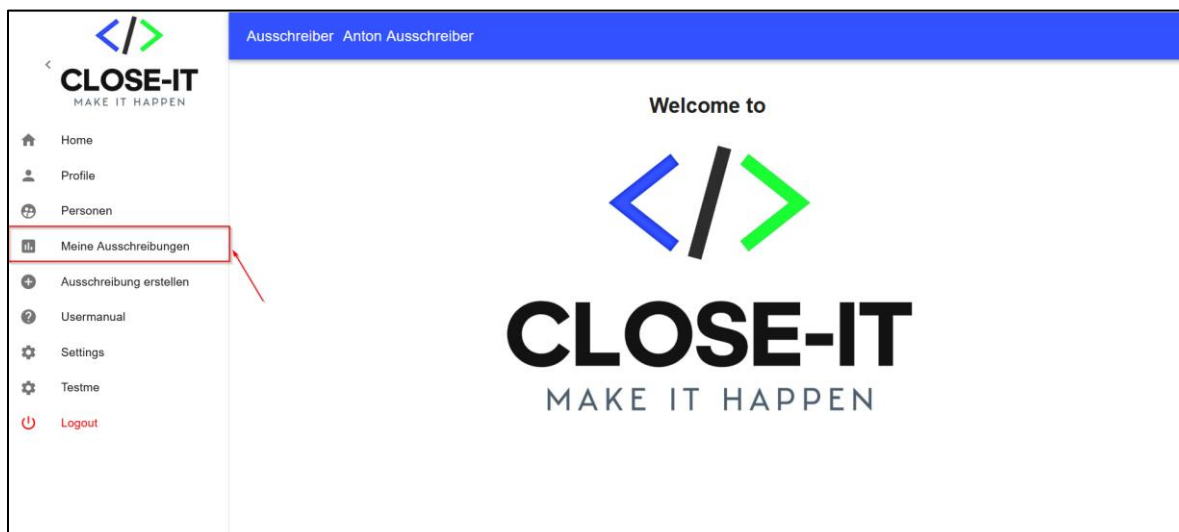 CLOSE-IT
MAKE IT HAPPEN
Home
Profile
Personen
Meine Ausschreibungen
Ausschreibung erstellen
Usermanual
Settings
Testme
Logout
Ausschreiber Anton Ausschreiber
Welcome to
CLOSE-IT
MAKE IT HAPPEN